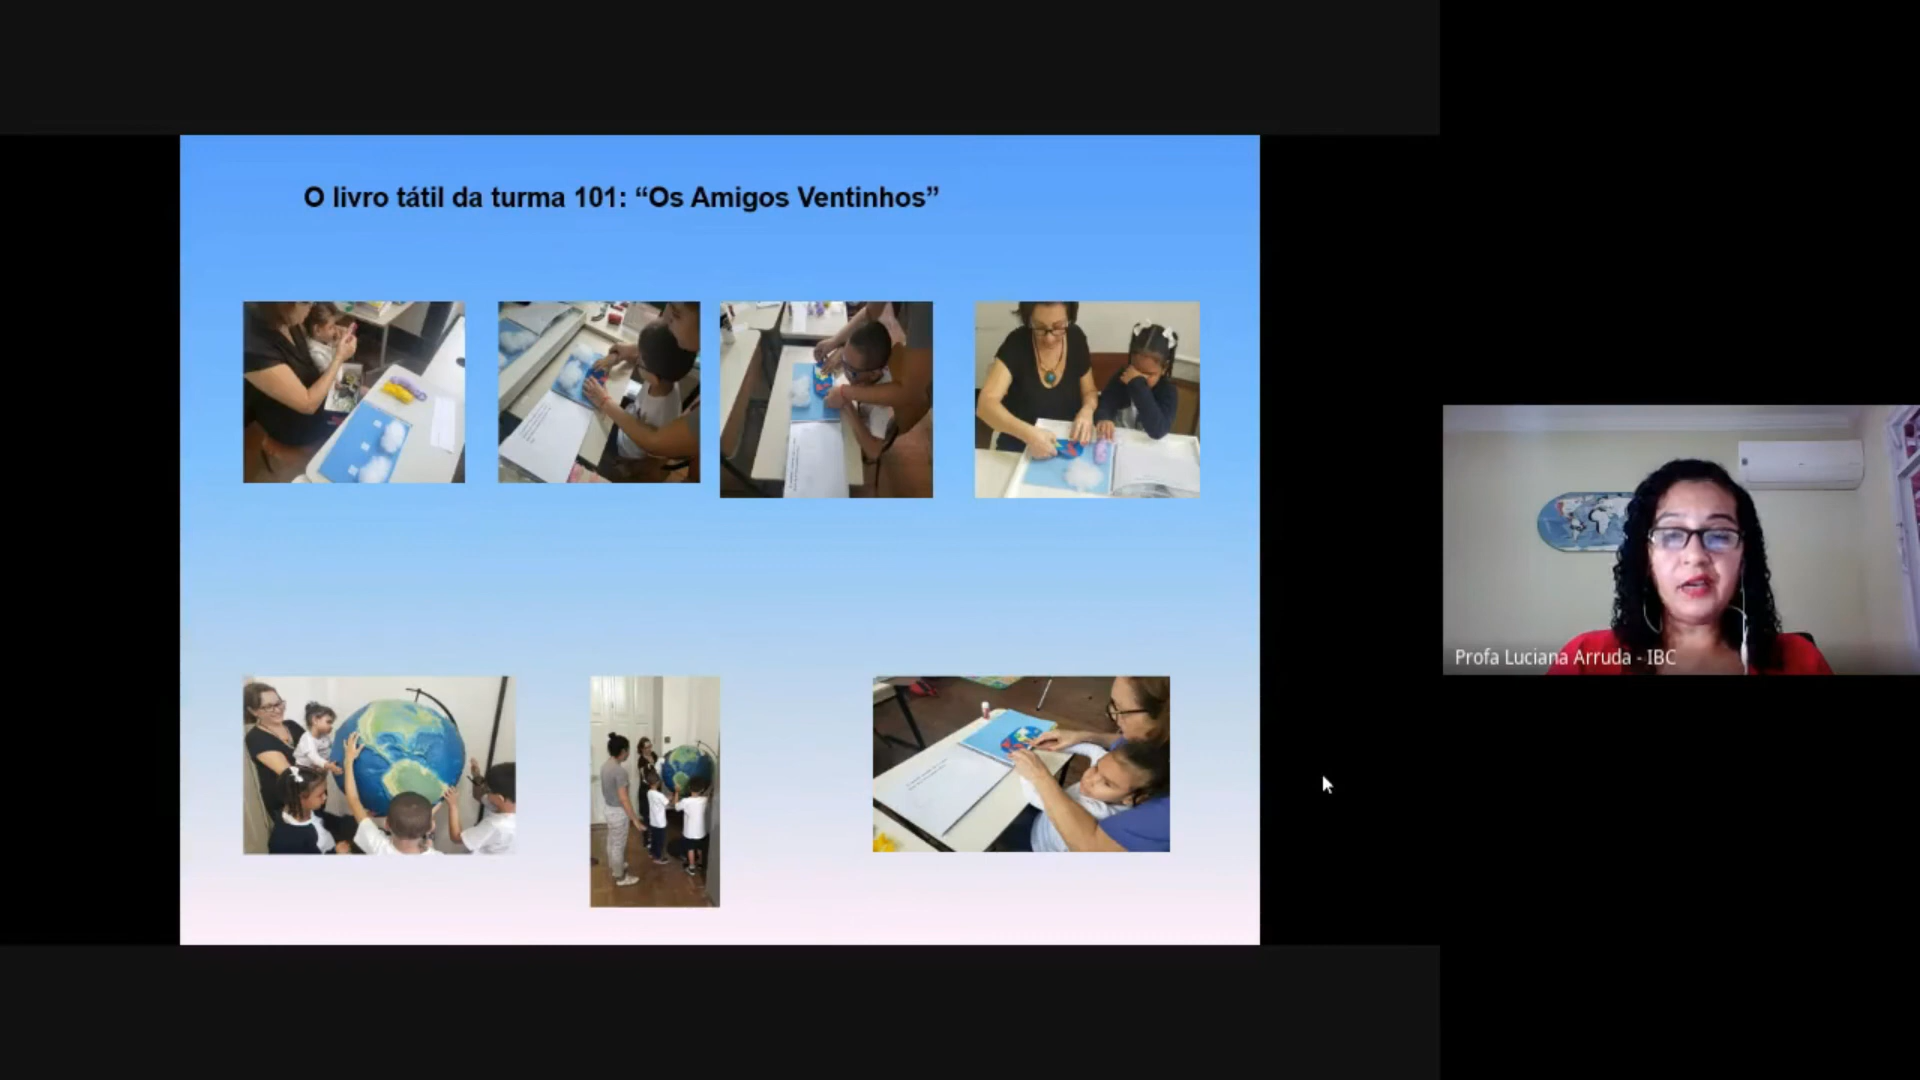 O livro tátil da turma 101: “Os Amigos Ventinhos”
Profa Luciana Arruda - IBC